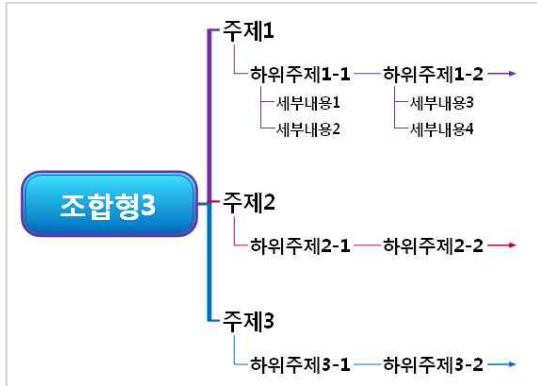 주제1
하위주제1-1 하위주제1-2
세부내용1 세부내용3
세부내용2 세부내용4
조합형3
주제2
하위주제2-1 하위주제2-2
주제3
하위주제3-1 하위주제3-2